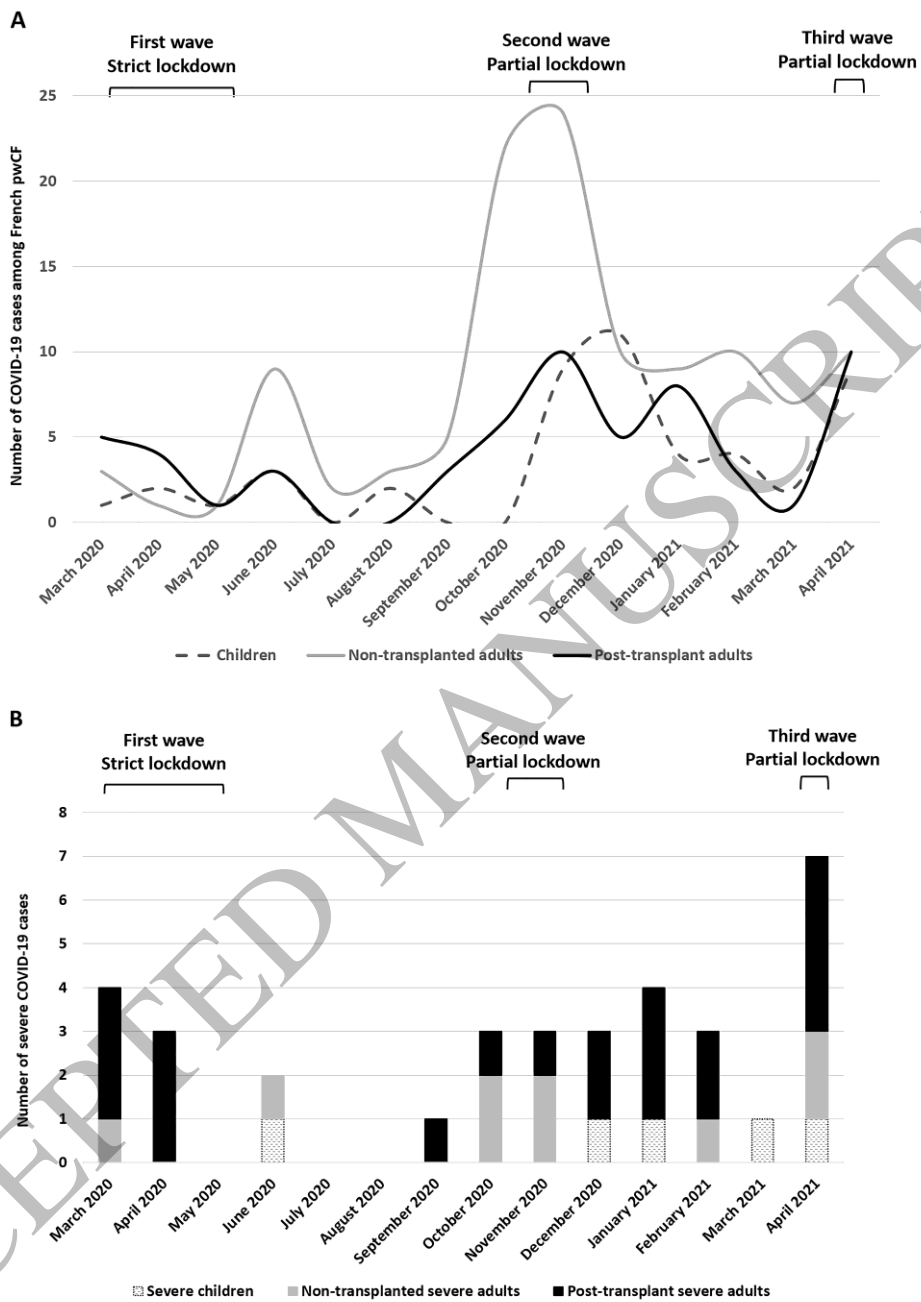 A
First wave
Strict lockdown
Second wave
Partial lockdown
Third wave
Partial lockdown
Number of COVID-19 cases among French pwCF
25
20
15
10
5
0
March 2020
April 2020
May 2020
June 2020
July 2020
August 2020
September 2020
October 2020
November 2020
December 2020
January 2021
February 2021
March 2021
April 2021
Children Non-transplanted adults Post-transplant adults
B
First wave
Strict lockdown
Second wave
Partial lockdown
Third wave
Partial lockdown
Number of severe COVID-19 cases
8
7
6
5
4
3
2
1
0
March 2020
April 2020
May 2020
June 2020
July 2020
August 2020
September 2020
October 2020
November 2020
December 2020
January 2021
February 2021
March 2021
April 2021
Severe children Non-transplanted severe adults Post-transplant severe adults
CEPTED MANUSCRIP